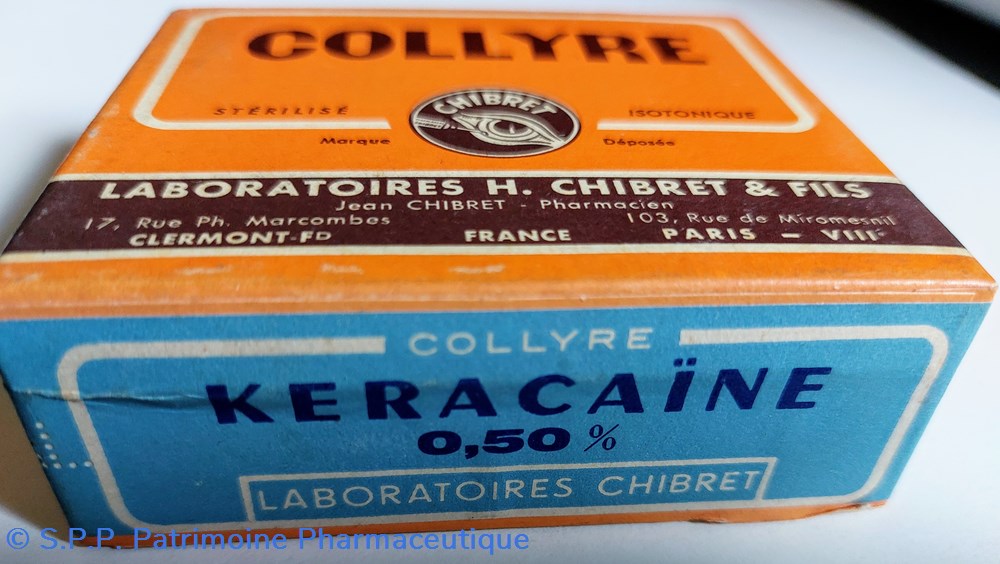 COLLYRE
STÉRILISÉ
CHIBRET
ISOTONIQUE
Marque
Déposée
LABORATOIRES H. CHIBRET & FILS
Jean CHIBRET - Pharmacien
17, Rue Ph. Marcombes
103, Rue de Miromesnil
CLERMONT-FD
FRANCE
PARIS - VIIIe
COLLYRE
KERACAÏNE
0,50 %
LABORATOIRES CHIBRET
© S.P.P. Patrimoine Pharmaceutique